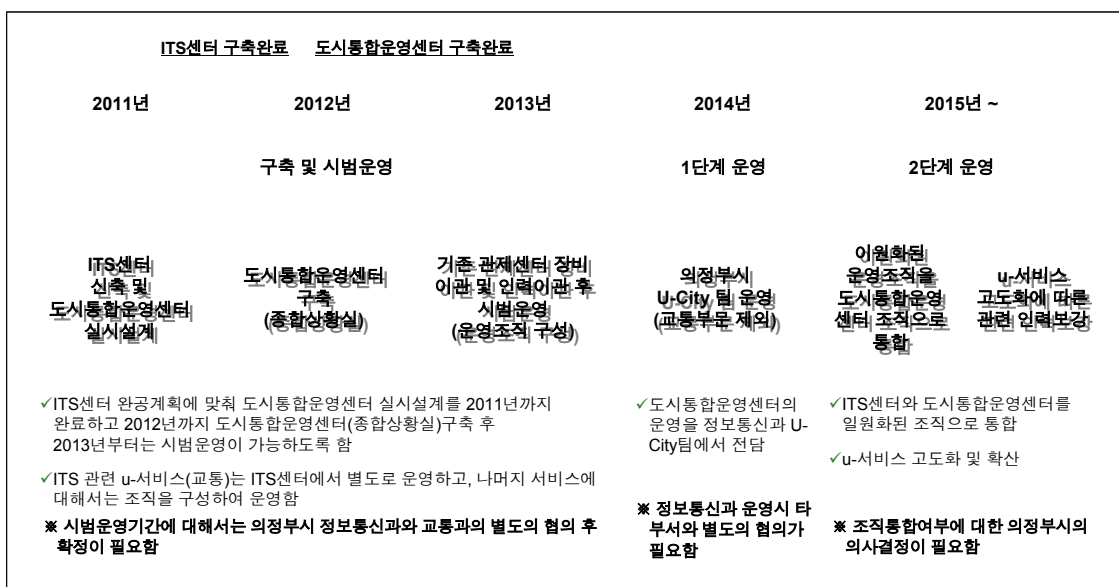 ITS센터 구축완료 도시통합운영센터 구축완료
2011년 2012년 2013년 2014년 2015년 ~
구축 및 시범운영 1단계 운영 2단계 운영
ITS센터
신축 및
도시통합운영센터
실시설계
도시통합운영센터
구축
(종합상황실)
기존 관제센터 장비
이관 및 인력이관 후
시범운영
(운영조직 구성)
의정부시
U-City 팀 운영
(교통부문 제외)
이원화된
운영조직을
도시통합운영
센터 조직으로
통합
u-서비스
고도화에 따른
관련 인력보강
✓ITS센터 완공계획에 맞춰 도시통합운영센터 실시설계를 2011년까지
완료하고 2012년까지 도시통합운영센터(종합상황실)구축 후
2013년부터는 시범운영이 가능하도록 함
✓ITS 관련 u-서비스(교통)는 ITS센터에서 별도로 운영하고, 나머지 서비스에
대해서는 조직을 구성하여 운영함
※ 시범운영기간에 대해서는 의정부시 정보통신과와 교통과의 별도의 협의 후
확정이 필요함
✓도시통합운영센터의
운영을 정보통신과 U-
City팀에서 전담
※ 정보통신과 운영시 타
부서와 별도의 협의가
필요함
✓ITS센터와 도시통합운영센터를
일원화된 조직으로 통합
✓u-서비스 고도화 및 확산
※ 조직통합여부에 대한 의정부시의
의사결정이 필요함